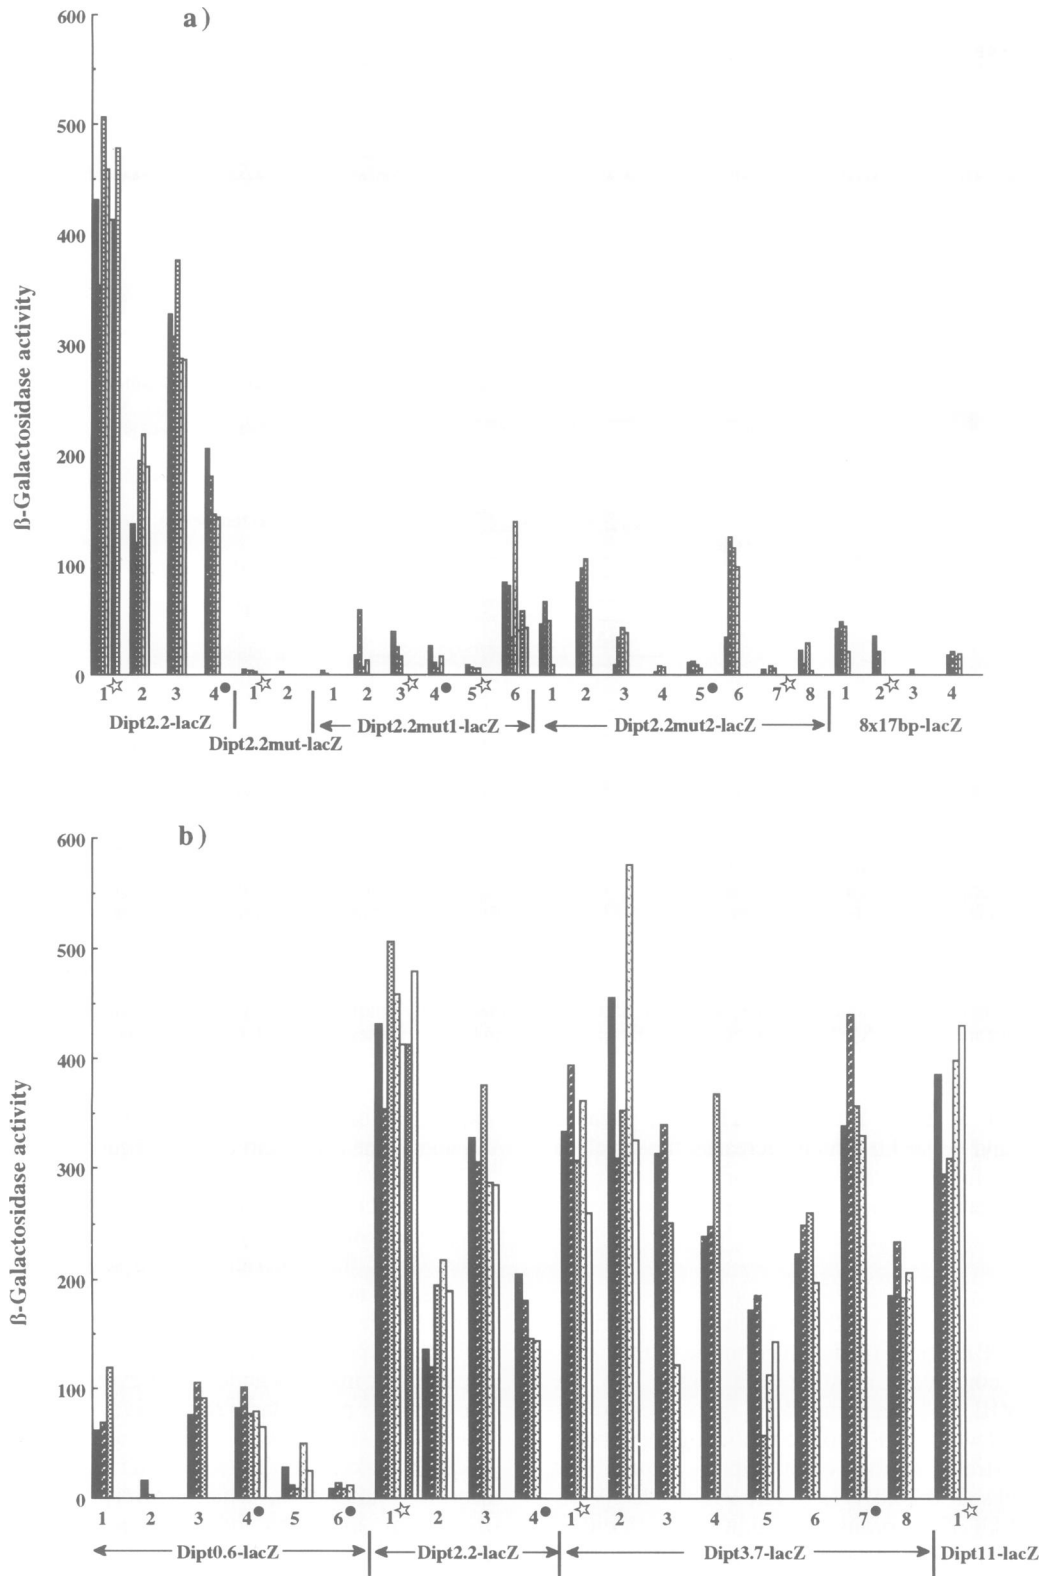 a)
600
500
400
300
200
100
0
ß-Galactosidase activity
1☆ 2 3 4● 1☆ 2 1 2 3☆ 4● 5☆ 6 1 2 3 4 5● 6 7☆ 8 1 2☆ 3 4
Dipt2.2-lacZ Dipt2.2mut1-lacZ Dipt2.2mut2-lacZ 8x17bp-lacZ
Dipt2.2mut-lacZ
b)
600
500
400
300
200
100
0
ß-Galactosidase activity
1 2 3 4● 5 6● 1☆ 2 3 4● 1☆ 2 3 4 5 6 7● 8 1☆
Dipt0.6-lacZ Dipt2.2-lacZ Dipt3.7-lacZ Dipt11-lacZ